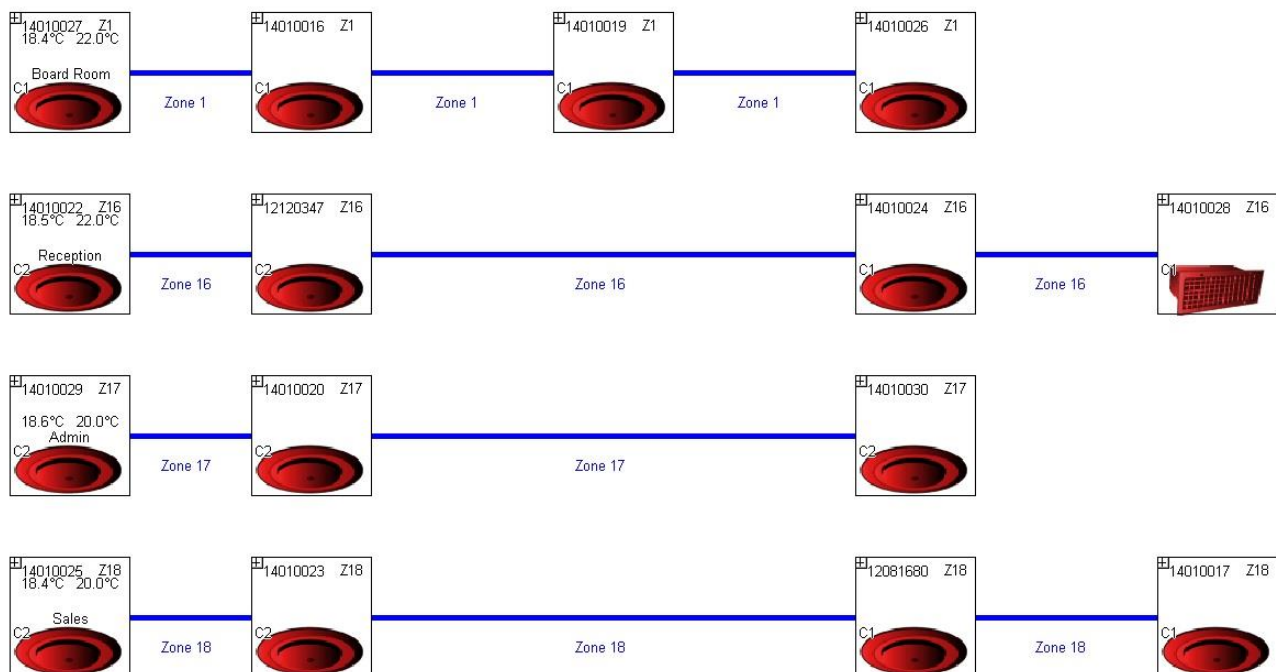 14010027 Z1 14010016 Z1 14010019 Z1 14010026 Z1
18.4°C 22.0°C
Board Room
C1 C1 C1 C1
Zone 1 Zone 1 Zone 1
14010022 Z16 12120347 Z16 14010024 Z16 14010028 Z16
18.5°C 22.0°C
Reception
C2 C2 C1 C1
Zone 16 Zone 16 Zone 16
14010029 Z17 14010020 Z17 14010030 Z17
18.6°C 20.0°C
Admin
C2 C2 C2
Zone 17 Zone 17
14010025 Z18 14010023 Z18 12081680 Z18 14010017 Z18
18.4°C 20.0°C
Sales
C2 C2 C1 C1
Zone 18 Zone 18 Zone 18